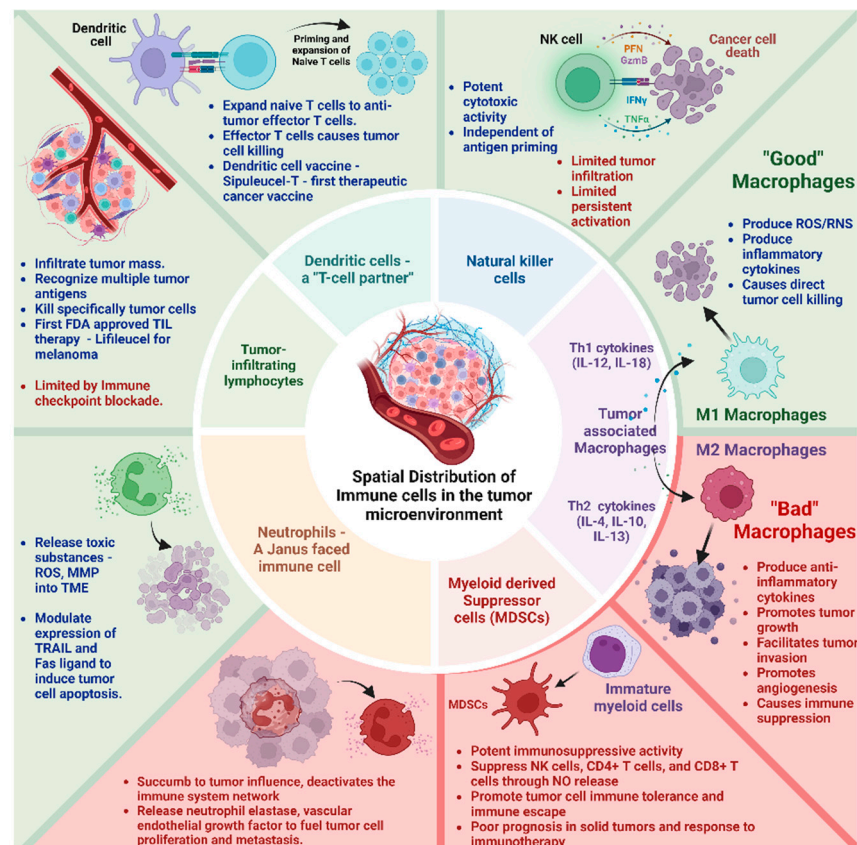 Dendritic
cell
Priming and
expansion of
Naive T cells
• Expand naive T cells to anti-
tumor effector T cells.
• Effector T cells causes tumor
cell killing
• Dendritic cell vaccine -
Sipuleucel-T - first therapeutic
cancer vaccine
NK cell
PFN
GzmB
IFNγ
TNFα
Cancer cell
death
• Potent
cytotoxic
activity
• Independent of
antigen priming
• Limited tumor
infiltration
• Limited
persistent
activation
"Good"
Macrophages
• Produce ROS/RNS
• Produce
inflammatory
cytokines
• Causes direct
tumor cell killing
M1 Macrophages
• Infiltrate tumor mass.
• Recognize multiple tumor
antigens
• Kill specifically tumor cells
• First FDA approved TIL
therapy - Lifileucel for
melanoma
• Limited by Immune
checkpoint blockade.
Dendritic cells -
a "T-cell partner"
Natural killer
cells
Tumor-
infiltrating
lymphocytes
Th1 cytokines
(IL-12, IL-18)
Tumor
associated
Macrophages
Th2 cytokines
(IL-4, IL-10,
IL-13)
Spatial Distribution of
Immune cells in the tumor
microenvironment
Neutrophils -
A Janus faced
immune cell
Myeloid derived
Suppressor
cells (MDSCs)
M2 Macrophages
"Bad"
Macrophages
• Produce anti-
inflammatory
cytokines
• Promotes tumor
growth
• Facilitates tumor
invasion
• Promotes
angiogenesis
• Causes immune
suppression
• Release toxic
substances -
ROS, MMP
into TME
• Modulate
expression of
TRAIL and
Fas ligand to
induce tumor
cell apoptosis.
• Succumb to tumor influence, deactivates the
immune system network
• Release neutrophil elastase, vascular
endothelial growth factor to fuel tumor cell
proliferation and metastasis.
MDSCs
Immature
myeloid cells
• Potent immunosuppressive activity
• Suppress NK cells, CD4+ T cells, and CD8+ T
cells through NO release
• Promote tumor cell immune tolerance and
immune escape
• Poor prognosis in solid tumors and response to
immunotherapy